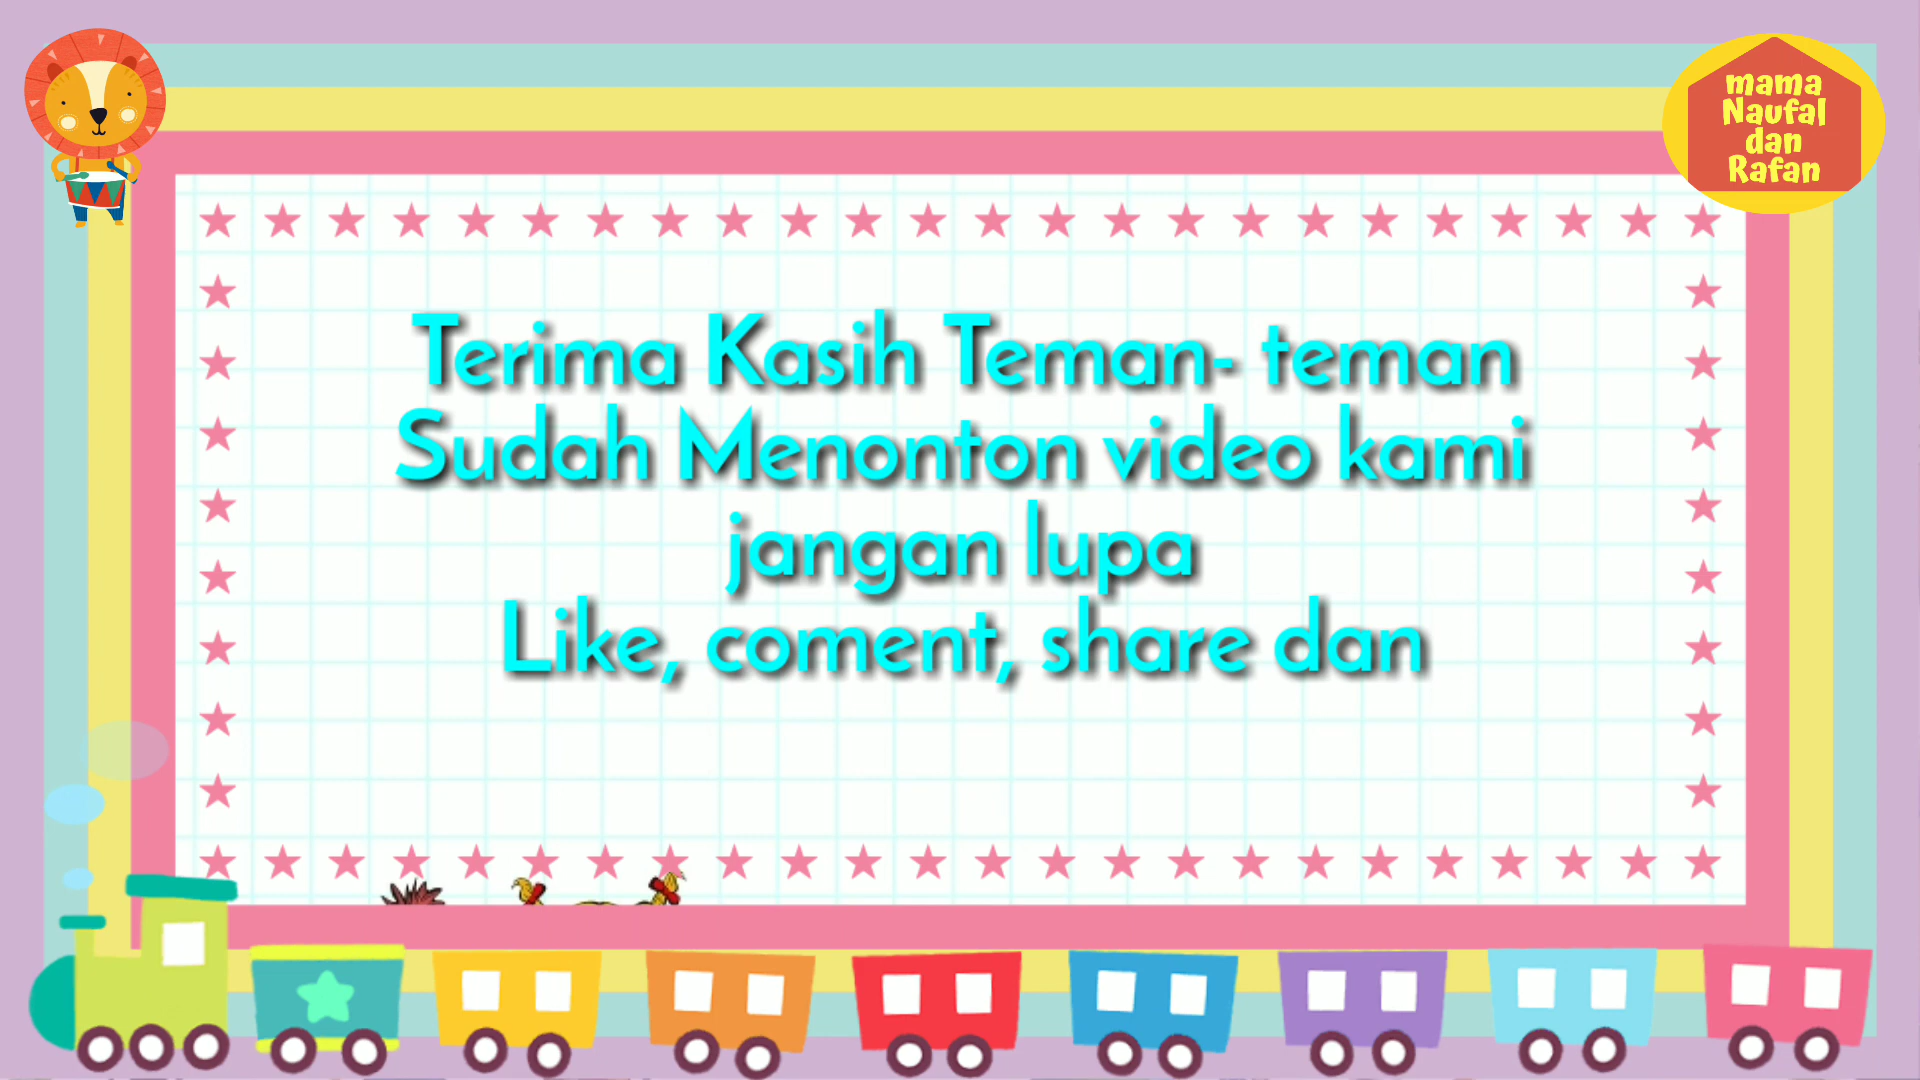 mama
Naufal
dan
Rafan
Terima Kasih Teman- teman
Sudah Menonton video kami
jangan lupa
Like, coment, share dan